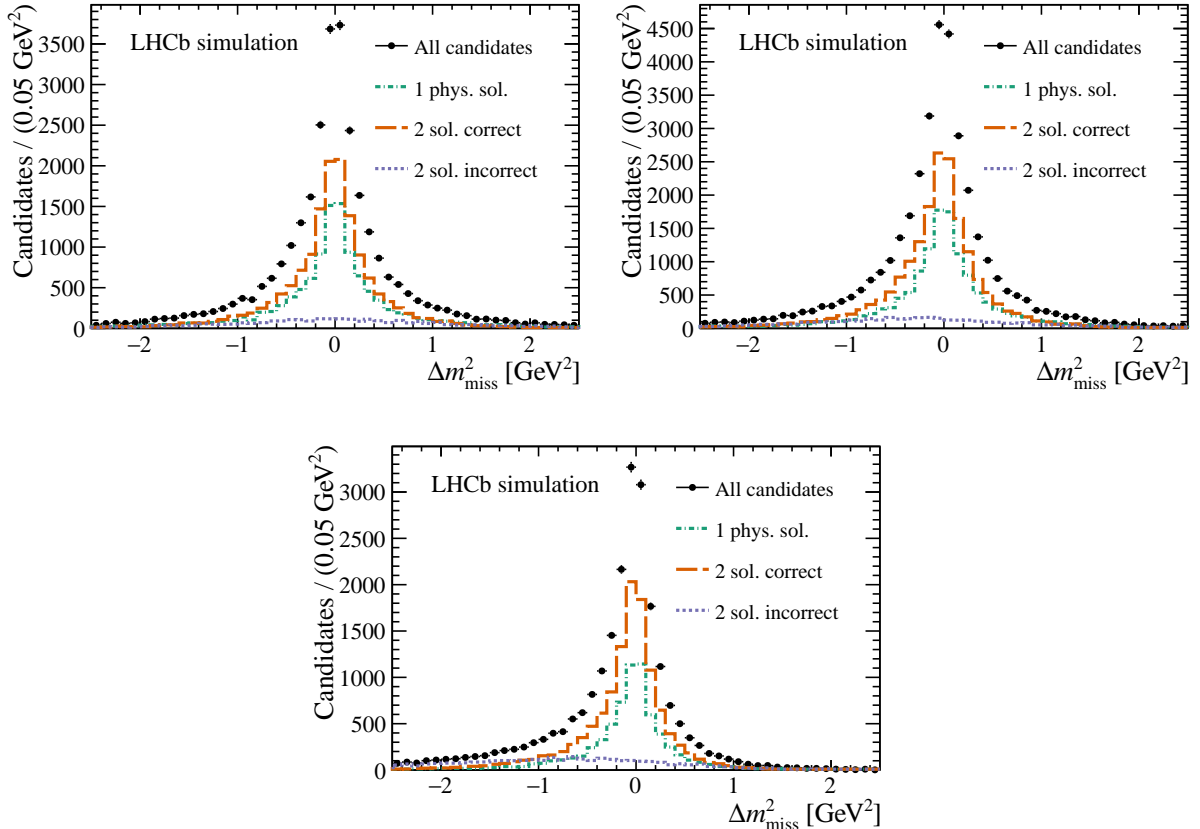 LHCb simulation
All candidates
1 phys. sol.
2 sol. correct
2 sol. incorrect
Candidates / (0.05 GeV²)
3500
3000
2500
2000
1500
1000
500
0
−2 −1 0 1 2
Δm²miss [GeV²]
LHCb simulation
All candidates
1 phys. sol.
2 sol. correct
2 sol. incorrect
Candidates / (0.05 GeV²)
4500
4000
3500
3000
2500
2000
1500
1000
500
0
−2 −1 0 1 2
Δm²miss [GeV²]
LHCb simulation
All candidates
1 phys. sol.
2 sol. correct
2 sol. incorrect
Candidates / (0.05 GeV²)
3000
2500
2000
1500
1000
500
0
−2 −1 0 1 2
Δm²miss [GeV²]